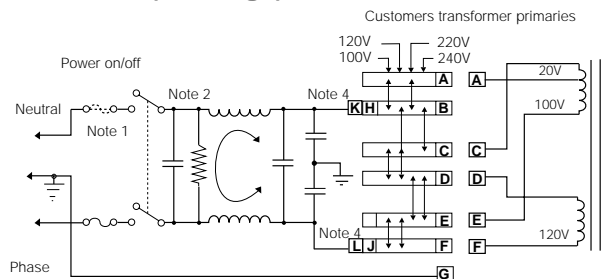 Customers transformer primaries
120V 220V
100V 240V
Power on/off
A A
20V
Note 2 Note 4
K H B
100V
Neutral
Note 1
C C
D D
E E
120V
Note 4
L J F F
Phase
G